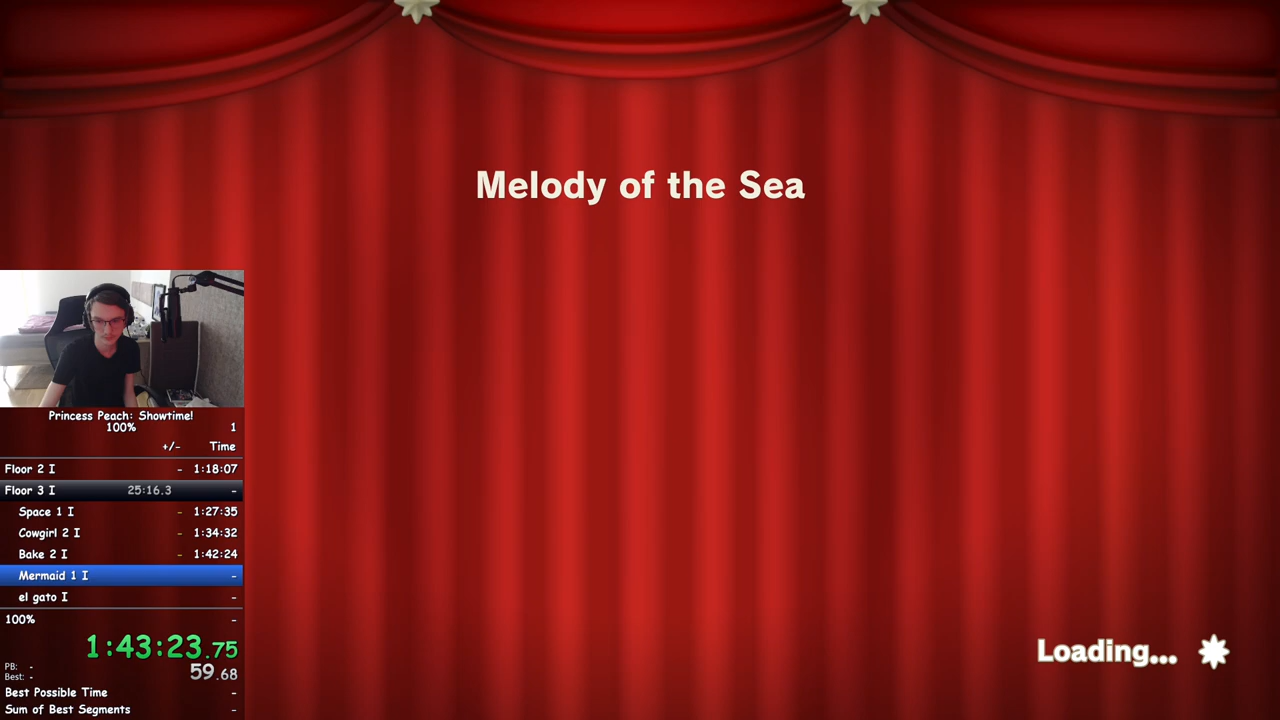 Melody of the Sea
Princess Peach: Showtime!
100% 1
+/- Time
Floor 2 I - 1:18:07
Floor 3 I 25:16.3 -
Space 1 I - 1:27:35
Cowgirl 2 I - 1:34:32
Bake 2 I - 1:42:24
Mermaid 1 I -
el gato I -
100% -
1:43:23.75
PB: -
Best: - 59.68
Best Possible Time -
Sum of Best Segments -
Loading...